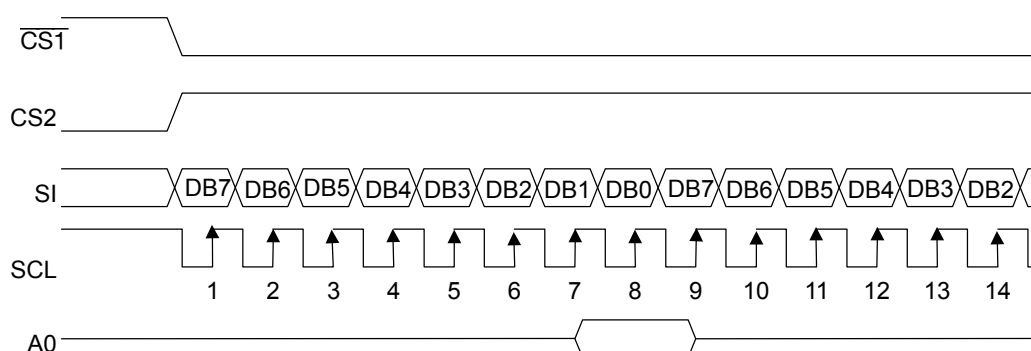 CS1
CS2
SI DB7 DB6 DB5 DB4 DB3 DB2 DB1 DB0 DB7 DB6 DB5 DB4 DB3 DB2
SCL
1 2 3 4 5 6 7 8 9 10 11 12 13 14
A0